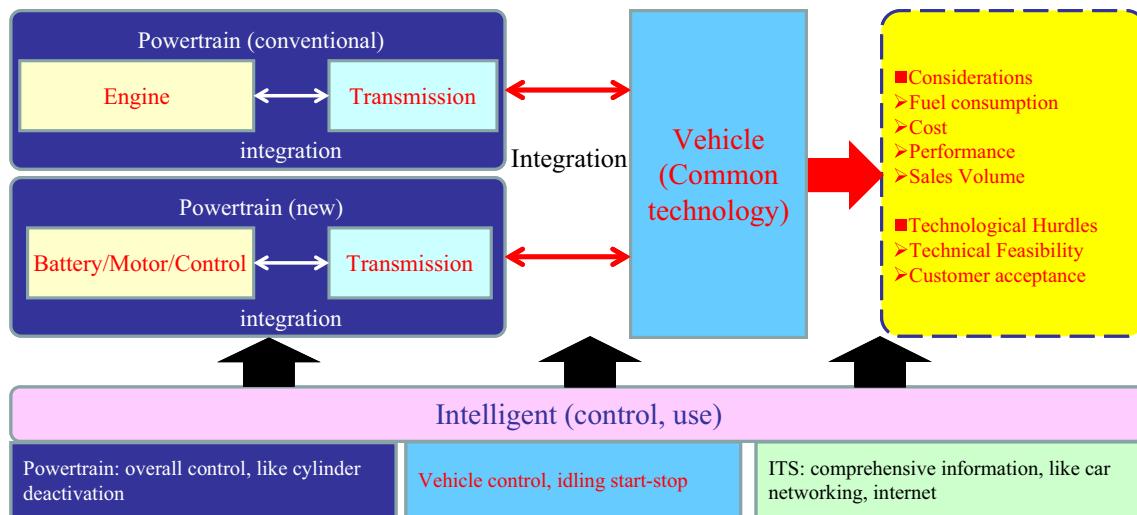 Powertrain (conventional)
Engine
Transmission
integration
Powertrain (new)
Battery/Motor/Control
Transmission
integration
Integration
Vehicle
(Common
technology)
■Considerations
➢Fuel consumption
➢Cost
➢Performance
➢Sales Volume
■Technological Hurdles
➢Technical Feasibility
➢Customer acceptance
Intelligent (control, use)
Powertrain: overall control, like cylinder
deactivation
Vehicle control, idling start-stop
ITS: comprehensive information, like car
networking, internet